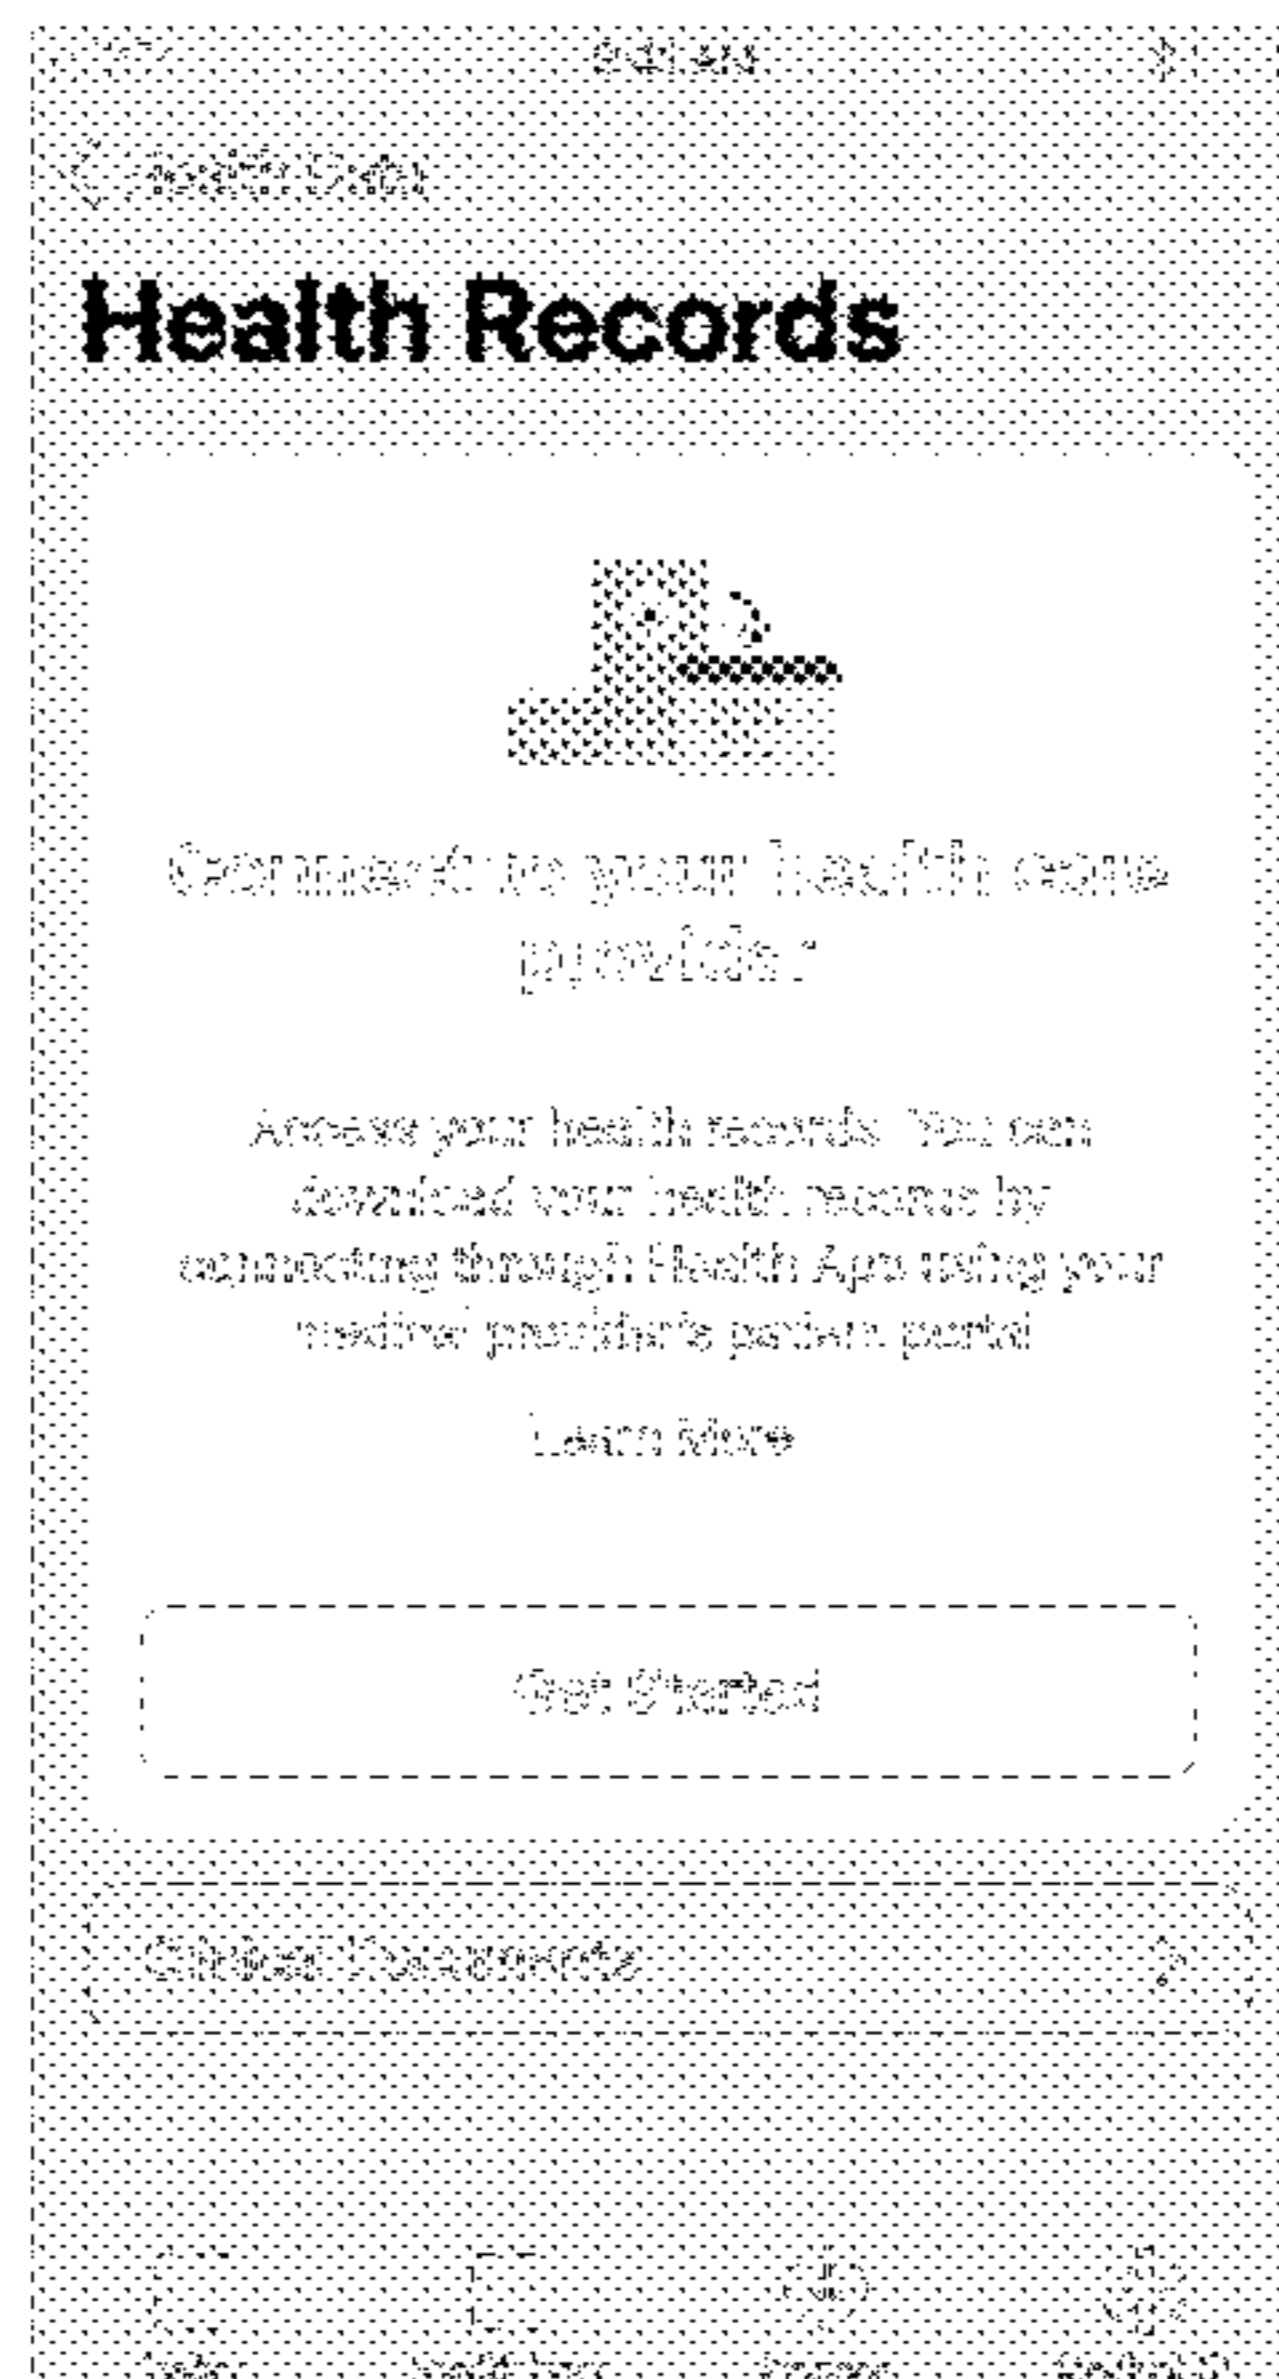 Health Records
Connect to your health care
provider
Access your health records. You can
download your health records by
connecting through Health App using your
medical provider's patient portal
Learn More
Get Started
Clinical Documents